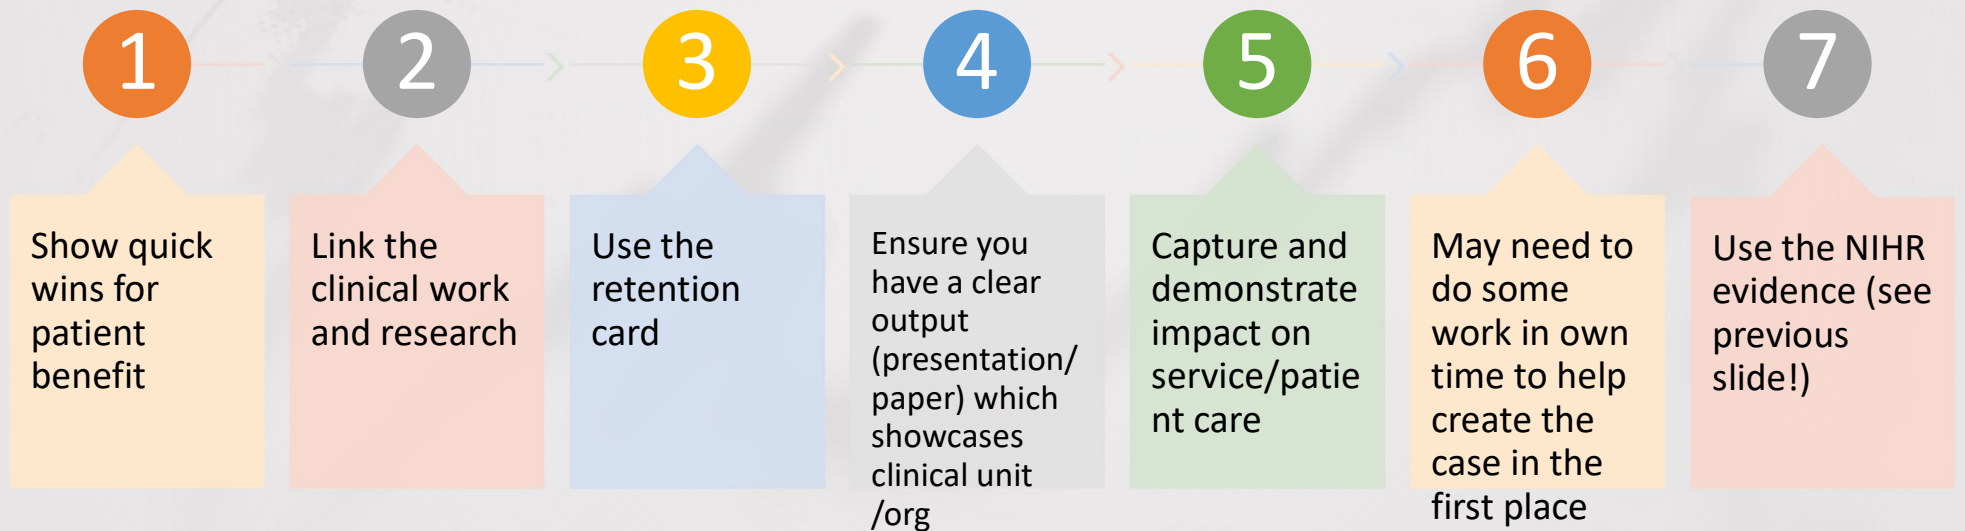 1
2
3
4
5
6
7
Show quick
wins for
patient
benefit
Link the
clinical work
and research
Use the
retention
card
Ensure you
have a clear
output
(presentation/
paper) which
showcases
clinical unit
/org
Capture and
demonstrate
impact on
service/patie
nt care
May need to
do some
work in own
time to help
create the
case in the
first place
Use the NIHR
evidence (see
previous
slide!)